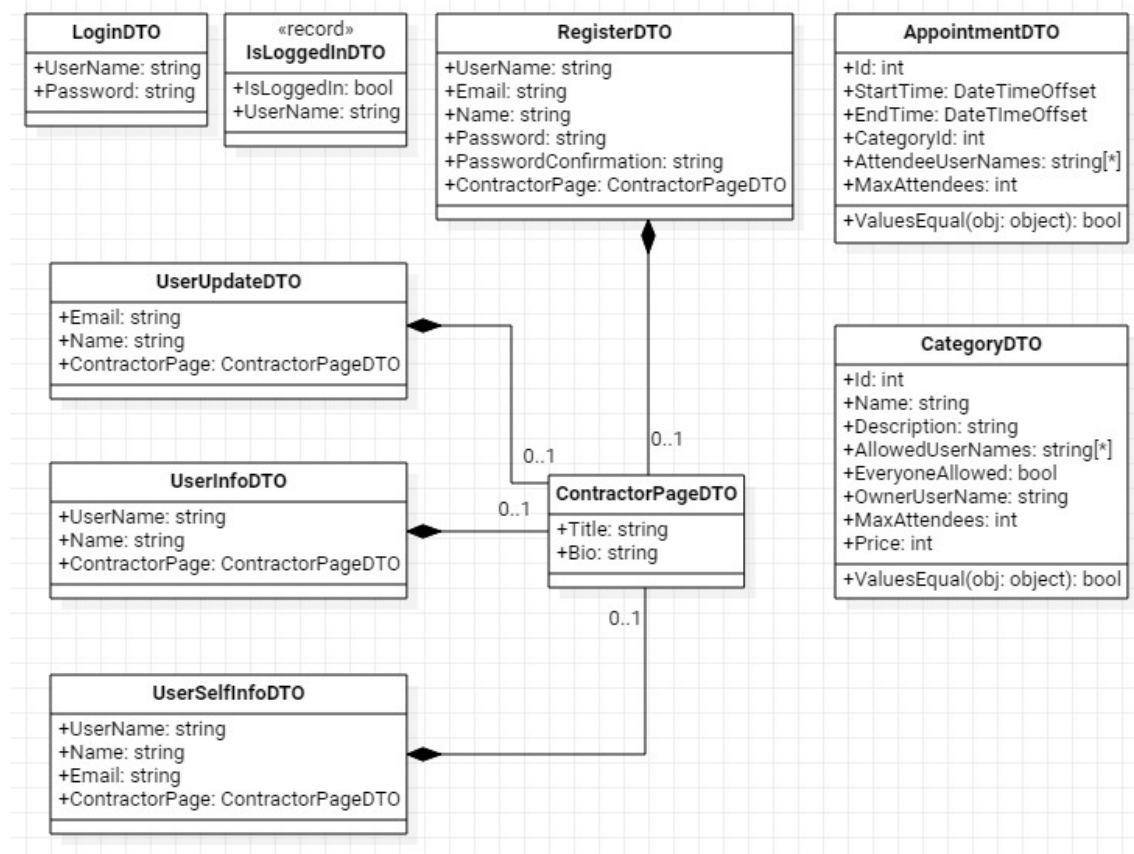 LoginDTO
+UserName: string
+Password: string
«record»
IsLoggedInDTO
+IsLoggedIn: bool
+UserName: string
RegisterDTO
+UserName: string
+Email: string
+Name: string
+Password: string
+PasswordConfirmation: string
+ContractorPage: ContractorPageDTO
AppointmentDTO
+Id: int
+StartTime: DateTimeOffset
+EndTime: DateTImeOffset
+CategoryId: int
+AttendeeUserNames: string[*]
+MaxAttendees: int
+ValuesEqual(obj: object): bool
UserUpdateDTO
+Email: string
+Name: string
+ContractorPage: ContractorPageDTO
CategoryDTO
+Id: int
+Name: string
+Description: string
+AllowedUserNames: string[*]
+EveryoneAllowed: bool
+OwnerUserName: string
+MaxAttendees: int
+Price: int
+ValuesEqual(obj: object): bool
0..1
0..1
UserInfoDTO
+UserName: string
+Name: string
+ContractorPage: ContractorPageDTO
0..1
ContractorPageDTO
+Title: string
+Bio: string
0..1
UserSelfInfoDTO
+UserName: string
+Name: string
+Email: string
+ContractorPage: ContractorPageDTO